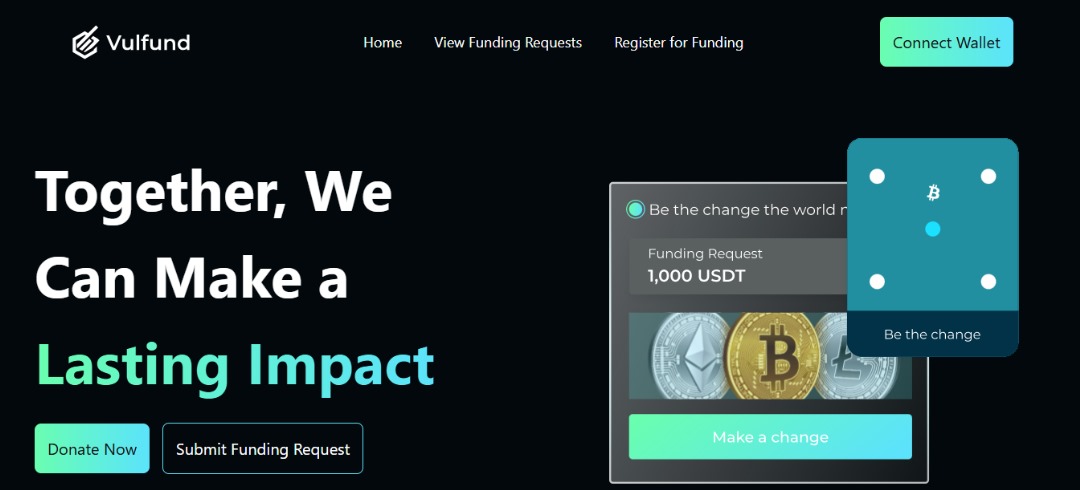 Vulfund
Home
View Funding Requests
Register for Funding
Connect Wallet
Together, We
Can Make a
Lasting Impact
Donate Now
Submit Funding Request
Be the change the world
Funding Request
1,000 USDT
Make a change
Be the change